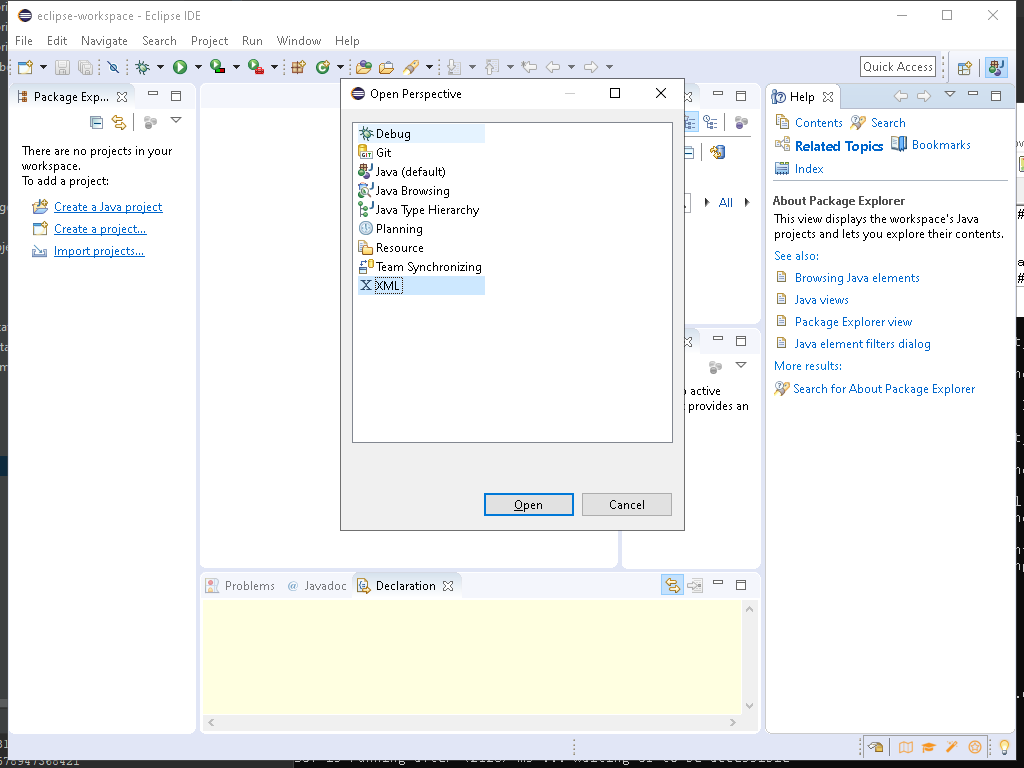 eclipse-workspace - Eclipse IDE
File Edit Navigate Search Project Run Window Help
Quick Access
Package Exp...
There are no projects in your
workspace.
To add a project:
Create a Java project
Create a project...
Import projects...
Open Perspective
Debug
Git
Java (default)
Java Browsing
Java Type Hierarchy
Planning
Resource
Team Synchronizing
XML
Open
Cancel
All
active
provides an
Help
Contents
Search
Related Topics
Bookmarks
Index
About Package Explorer
This view displays the workspace's Java
projects and lets you explore their contents.
See also:
Browsing Java elements
Java views
Package Explorer view
Java element filters dialog
More results:
Search for About Package Explorer
Problems
@ Javadoc
Declaration